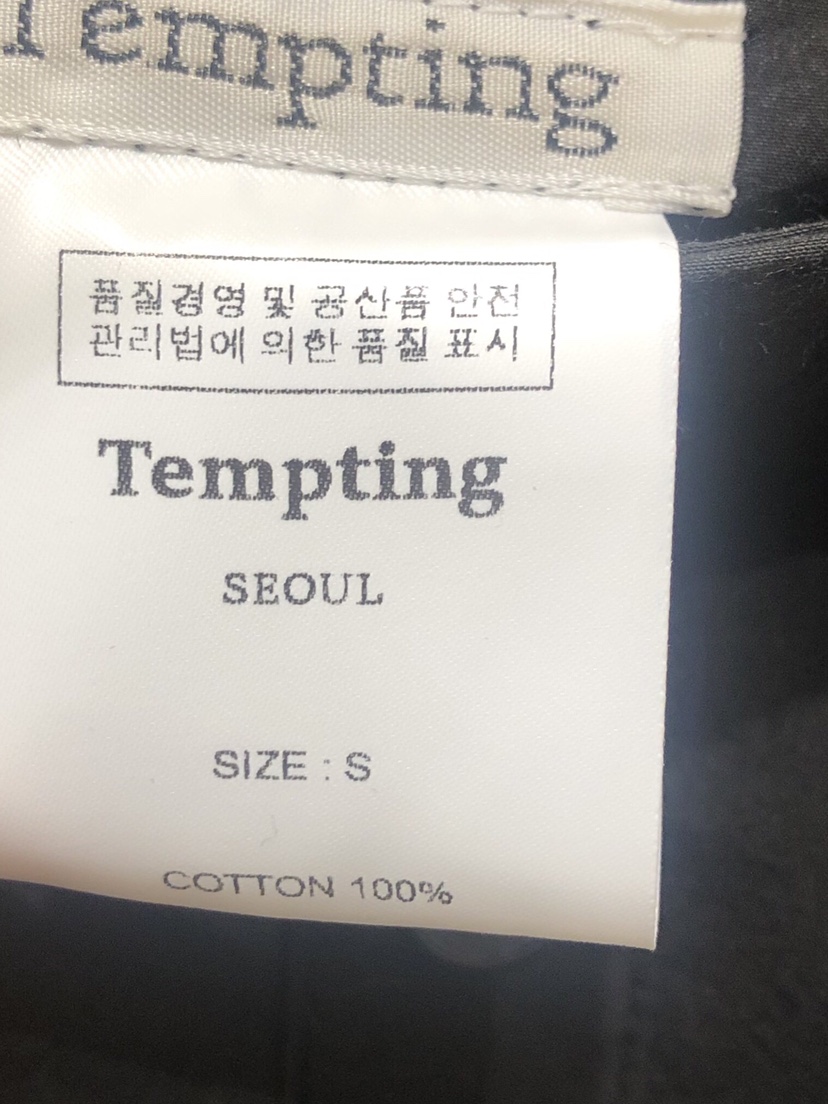 Tempting
품질경영 및 공산품 안전
관리법에 의한 품질 표시
Tempting
SEOUL
SIZE : S
COTTON 100%